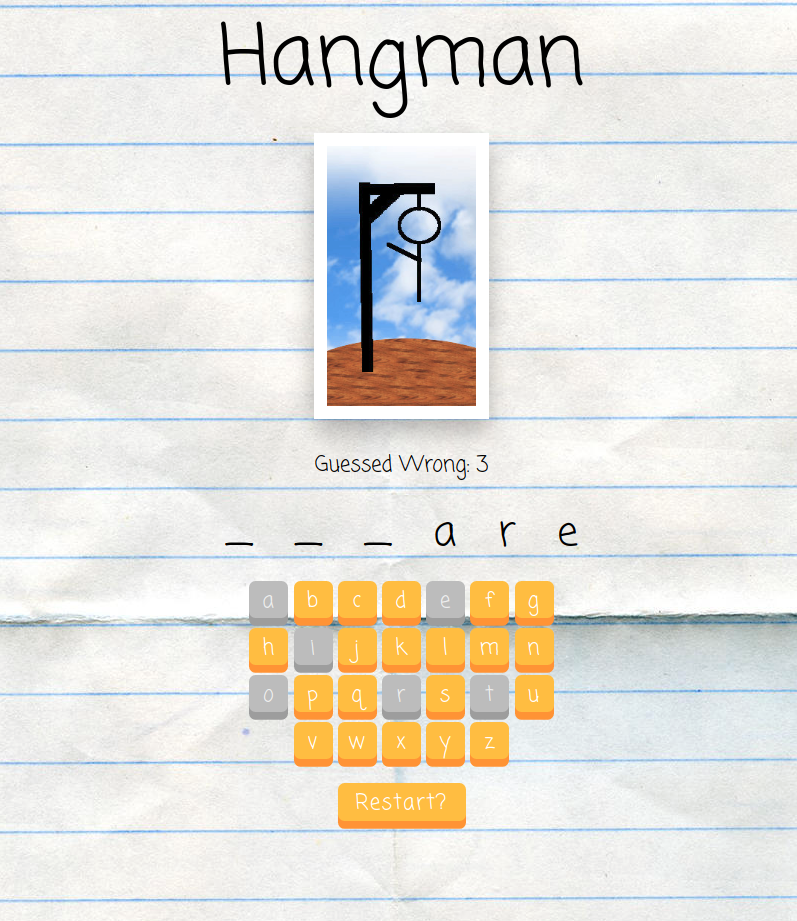 Hangman
Guessed Wrong: 3
_ _ _ a r e
a b c d e f g
h i j k l m n
o p q r s t u
v w x y z
Restart?